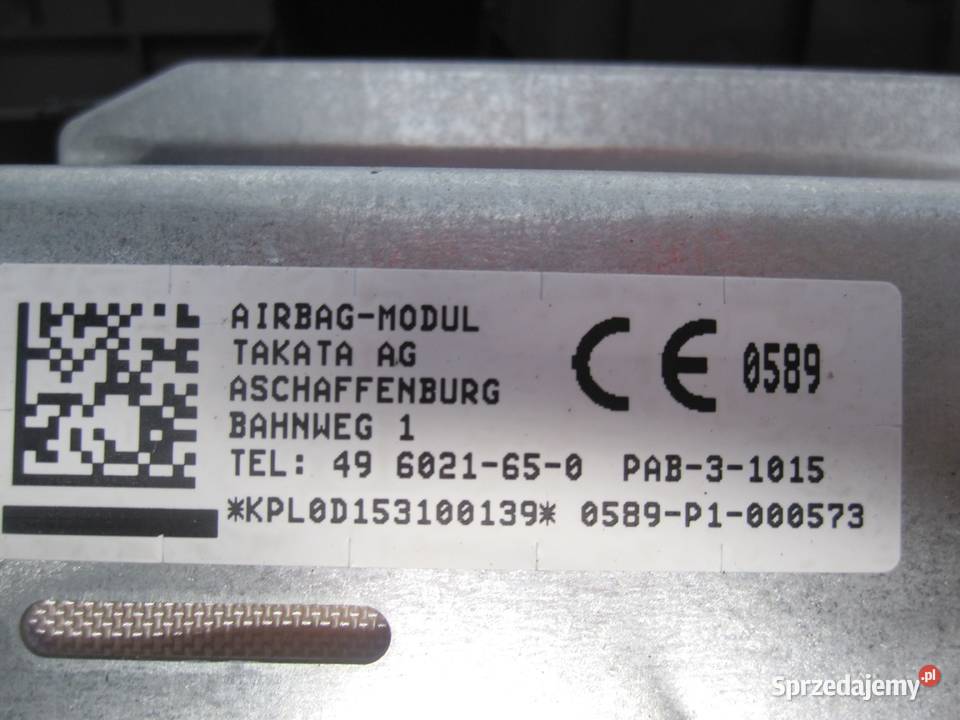 AIRBAG-MODUL
TAKATA AG
ASCHAFFENBURG
BAHNWEG 1
TEL: 49 6021-65-0 PAB-3-1015
*KPL0D153100139* 0589-P1-000573
CE 0589
Sprzedajemy.pl